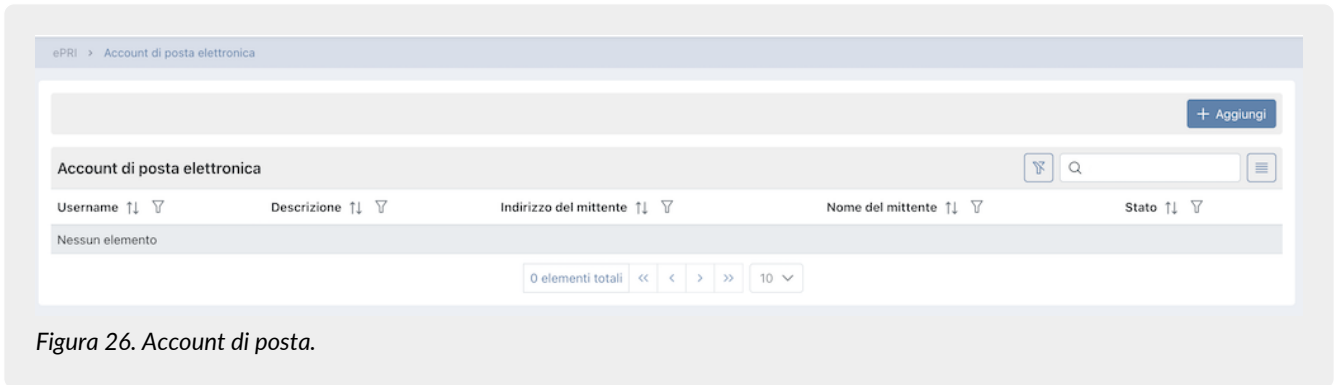 ePRI > Account di posta elettronica
+ Aggiungi
Account di posta elettronica
Username Descrizione Indirizzo del mittente Nome del mittente Stato
Nessun elemento
0 elementi totali << < > >> 10
Figura 26. Account di posta.